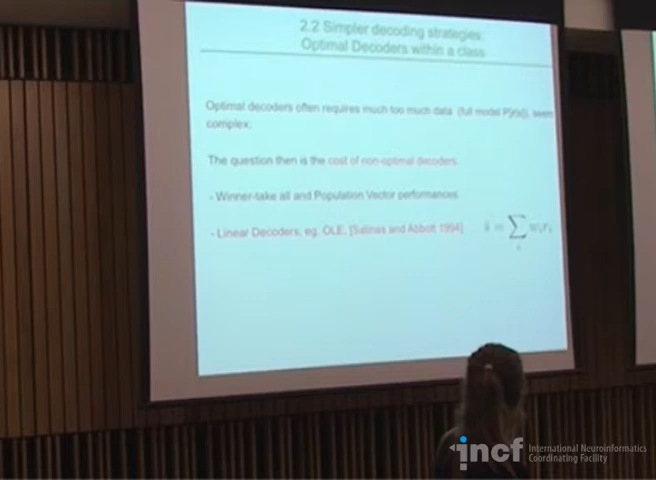 2.2 Simpler decoding strategies:
Optimal Decoders within a class
Optimal decoders often requires much too much data (full model P[r|s]), seem
complex;
The question then is the cost of non-optimal decoders.
- Winner-take all and Population Vector performances
- Linear Decoders, eg. OLE, [Salinas and Abbott 1994]
ŝ = ∑ wᵢrᵢ
i
incf International Neuroinformatics
Coordinating Facility